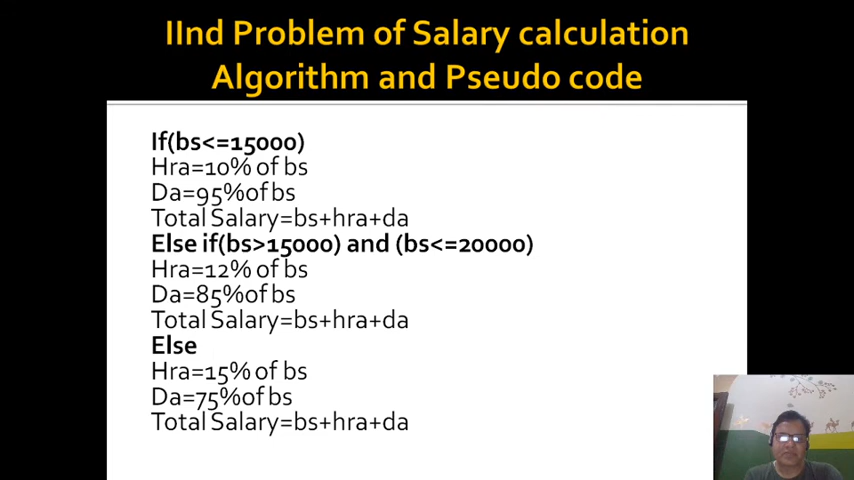 IInd Problem of Salary calculation
Algorithm and Pseudo code
If(bs<=15000)
Hra=10% of bs
Da=95%of bs
Total Salary=bs+hra+da
Else if(bs>15000) and (bs<=20000)
Hra=12% of bs
Da=85%of bs
Total Salary=bs+hra+da
Else
Hra=15% of bs
Da=75%of bs
Total Salary=bs+hra+da